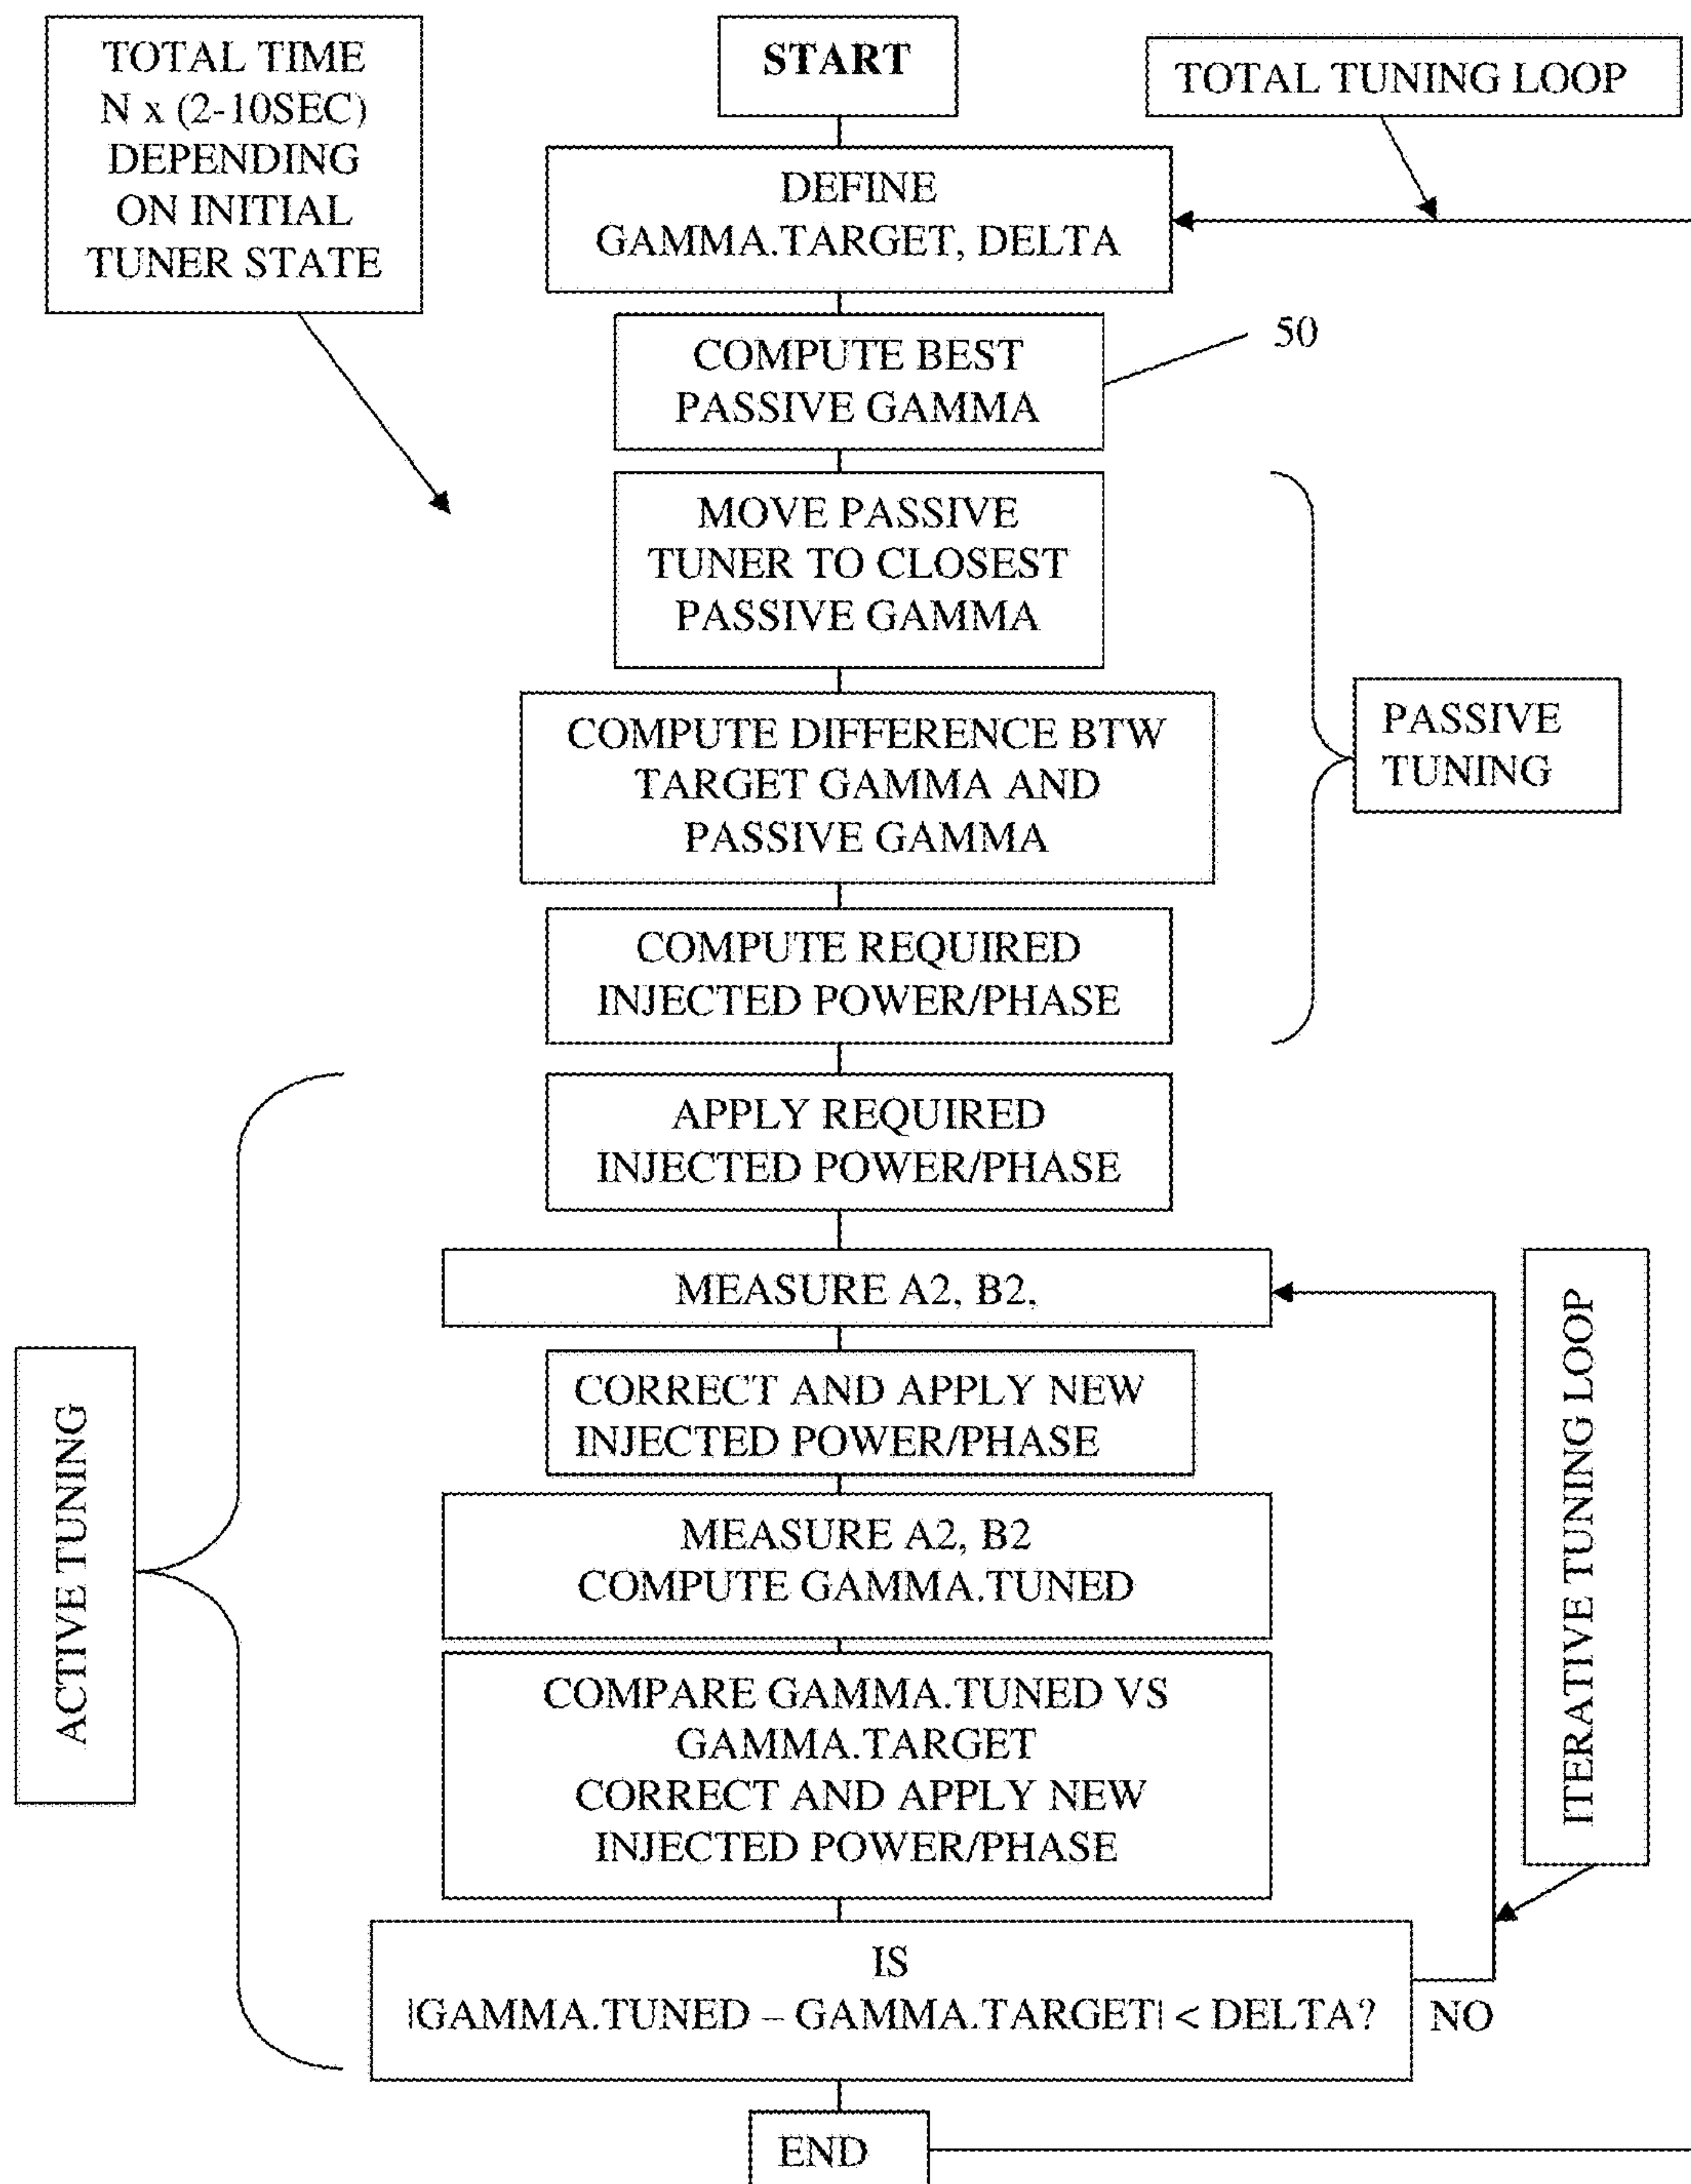 TOTAL TIME
N x (2-10SEC)
DEPENDING
ON INITIAL
TUNER STATE
START
TOTAL TUNING LOOP
DEFINE
GAMMA.TARGET, DELTA
COMPUTE BEST
PASSIVE GAMMA
50
MOVE PASSIVE
TUNER TO CLOSEST
PASSIVE GAMMA
COMPUTE DIFFERENCE BTW
TARGET GAMMA AND
PASSIVE GAMMA
PASSIVE
TUNING
COMPUTE REQUIRED
INJECTED POWER/PHASE
APPLY REQUIRED
INJECTED POWER/PHASE
MEASURE A2, B2,
CORRECT AND APPLY NEW
INJECTED POWER/PHASE
MEASURE A2, B2
COMPUTE GAMMA.TUNED
COMPARE GAMMA.TUNED VS
GAMMA.TARGET
CORRECT AND APPLY NEW
INJECTED POWER/PHASE
ACTIVE TUNING
ITERATIVE TUNING LOOP
IS
|GAMMA.TUNED – GAMMA.TARGET| < DELTA?
NO
END